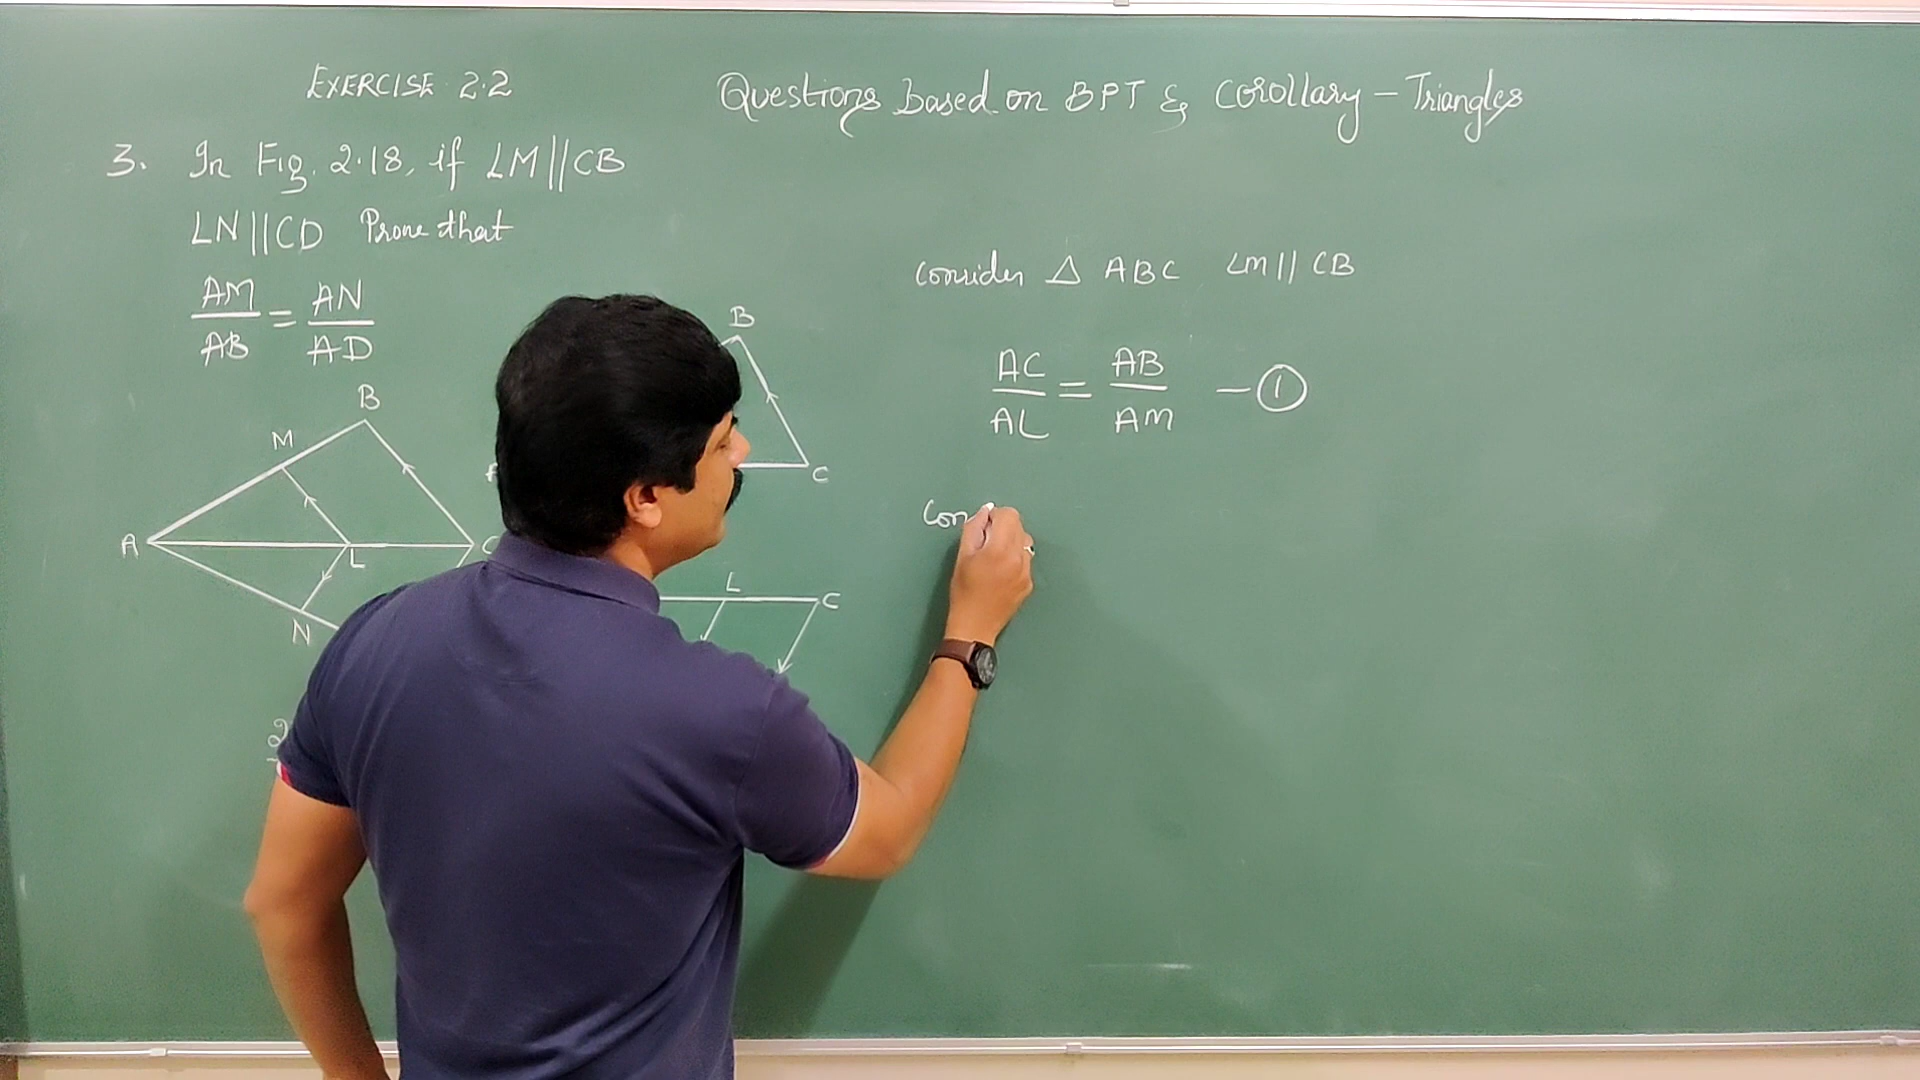 EXERCISE 2.2
Questions Based on BPT & Corollary - Triangles
3. In Fig. 2.18, if LM||CB
LN||CD Prove that
AM/AB = AN/AD
B
M
A
L
C
N
B
C
L
C
2
consider △ ABC LM || CB
AC/AL = AB/AM - ①
Con